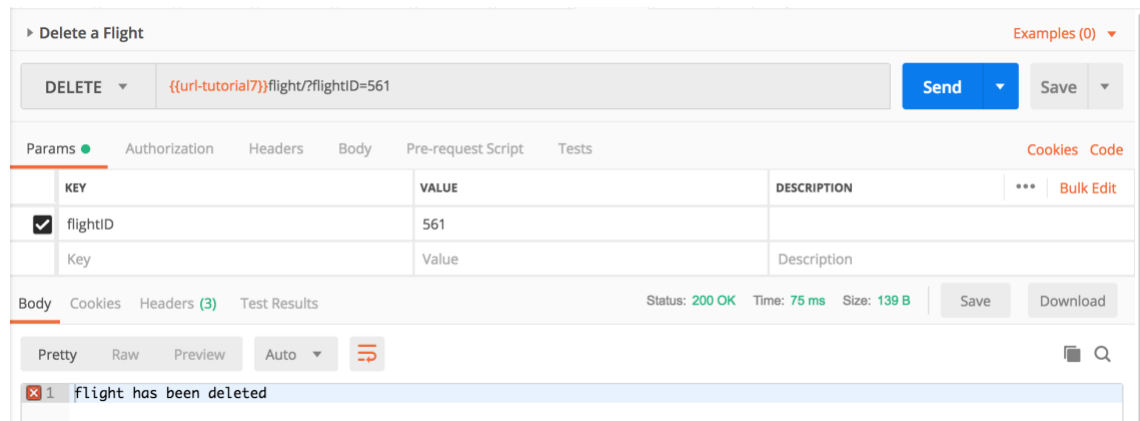 Delete a Flight Examples (0)
DELETE {{url-tutorial7}}flight/?flightID=561 Send Save
Params Authorization Headers Body Pre-request Script Tests Cookies Code
KEY VALUE DESCRIPTION ••• Bulk Edit
flightID 561
Key Value Description
Body Cookies Headers (3) Test Results Status: 200 OK Time: 75 ms Size: 139 B Save Download
Pretty Raw Preview Auto
1 flight has been deleted